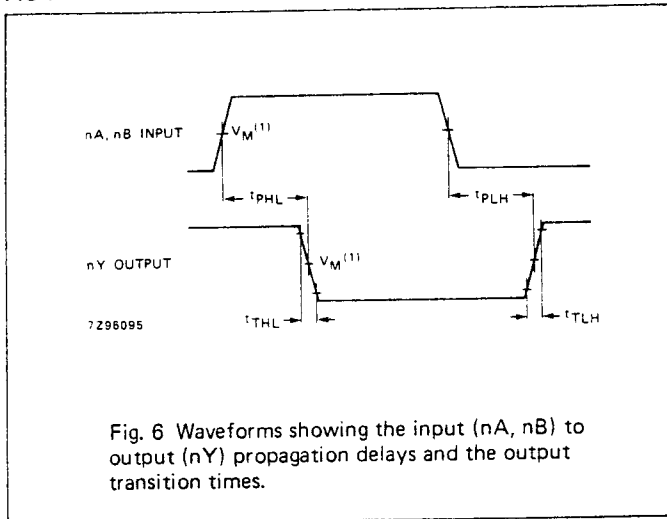 nA, nB INPUT
VM(1)
tPHL
tPLH
nY OUTPUT
VM(1)
7Z96095
tTHL
tTLH
Fig. 6 Waveforms showing the input (nA, nB) to
output (nY) propagation delays and the output
transition times.